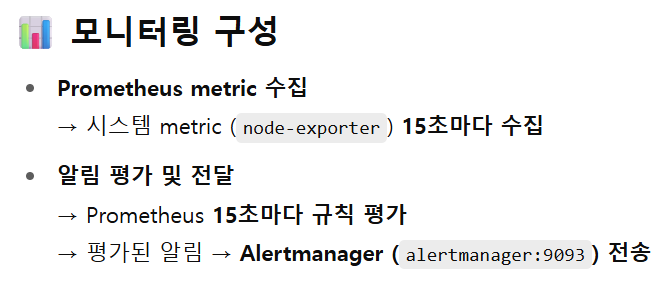 📊 모니터링 구성
• Prometheus metric 수집
→ 시스템 metric (node-exporter) 15초마다 수집
• 알림 평가 및 전달
→ Prometheus 15초마다 규칙 평가
→ 평가된 알림 → Alertmanager (alertmanager:9093) 전송